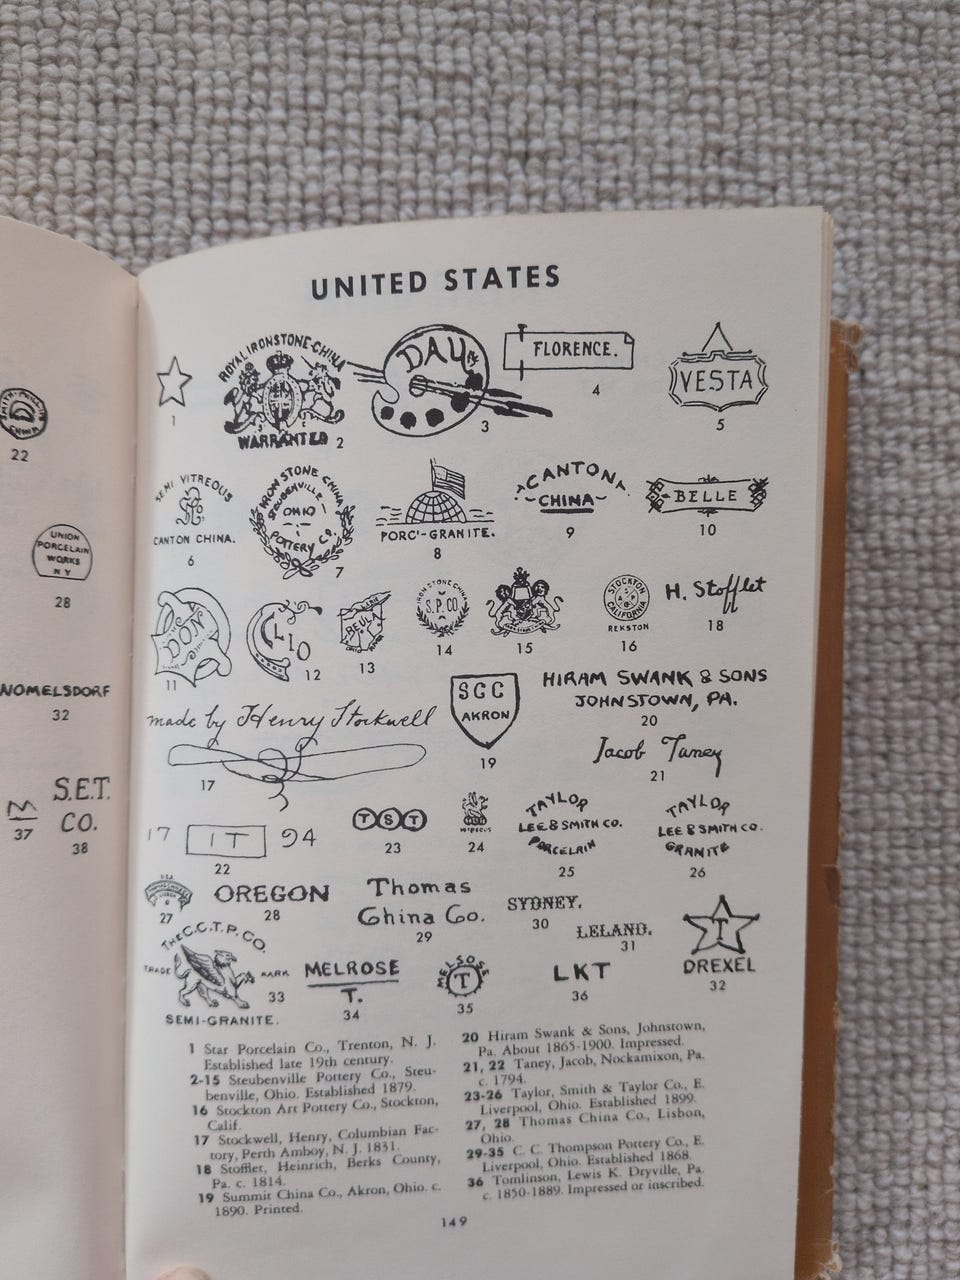 22
UNION
PORCELAIN
WORKS
N Y
28
NOMELSDORF
32
37
S.E.T.
CO.
38
UNITED STATES
1
ROYAL IRONSTONE-CHINA
WARRANTED
2
DAY
3
FLORENCE.
4
VESTA
5
SEMI VITREOUS
CANTON CHINA.
6
IRON STONE CHINA
STEUBENVILLE
OHIO
POTTERY CO.
7
PORC'-GRANITE.
8
CANTON
CHINA
9
BELLE
10
DON
11
CLIO
12
BEULA
13
IRONSTONE CHINA
S.P.CO.
14
15
STOCKTON
CALIFORNIA
REKSTON
16
made by Henry Stockwell
17
H. Stofflet
18
SCC
AKRON
19
HIRAM SWANK & SONS
JOHNSTOWN, PA.
20
Jacob Taney
21
17 IT 94
22
TST
23
24
TAYLOR
LEE & SMITH CO.
PORCELAIN
25
TAYLOR
LEE & SMITH CO.
GRANITE
26
27
OREGON
28
Thomas
China Co.
29
SYDNEY.
30
LELAND.
31
T
DREXEL
32
THE C.C.T.P.CO.
TRADE MARK
SEMI-GRANITE.
33
MELROSE
T.
34
T
35
LKT
36
1 Star Porcelain Co., Trenton, N. J.
Established late 19th century.
2-15 Steubenville Pottery Co., Steu-
benville, Ohio. Established 1879.
16 Stockton Art Pottery Co., Stockton,
Calif.
17 Stockwell, Henry, Columbian Fac-
tory, Perth Amboy, N. J. 1831.
18 Stofflet, Heinrich, Berks County,
Pa. c. 1814.
19 Summit China Co., Akron, Ohio. c.
1890. Printed.
20 Hiram Swank & Sons, Johnstown,
Pa. About 1865-1900. Impressed.
21, 22 Taney, Jacob, Nockamixon, Pa.
c. 1794.
23-26 Taylor, Smith & Taylor Co., E.
Liverpool, Ohio. Established 1899.
27, 28 Thomas China Co., Lisbon,
Ohio.
29-35 C. C. Thompson Pottery Co., E.
Liverpool, Ohio. Established 1868.
36 Tomlinson, Lewis K. Dryville, Pa.
c. 1850-1889. Impressed or inscribed.
149